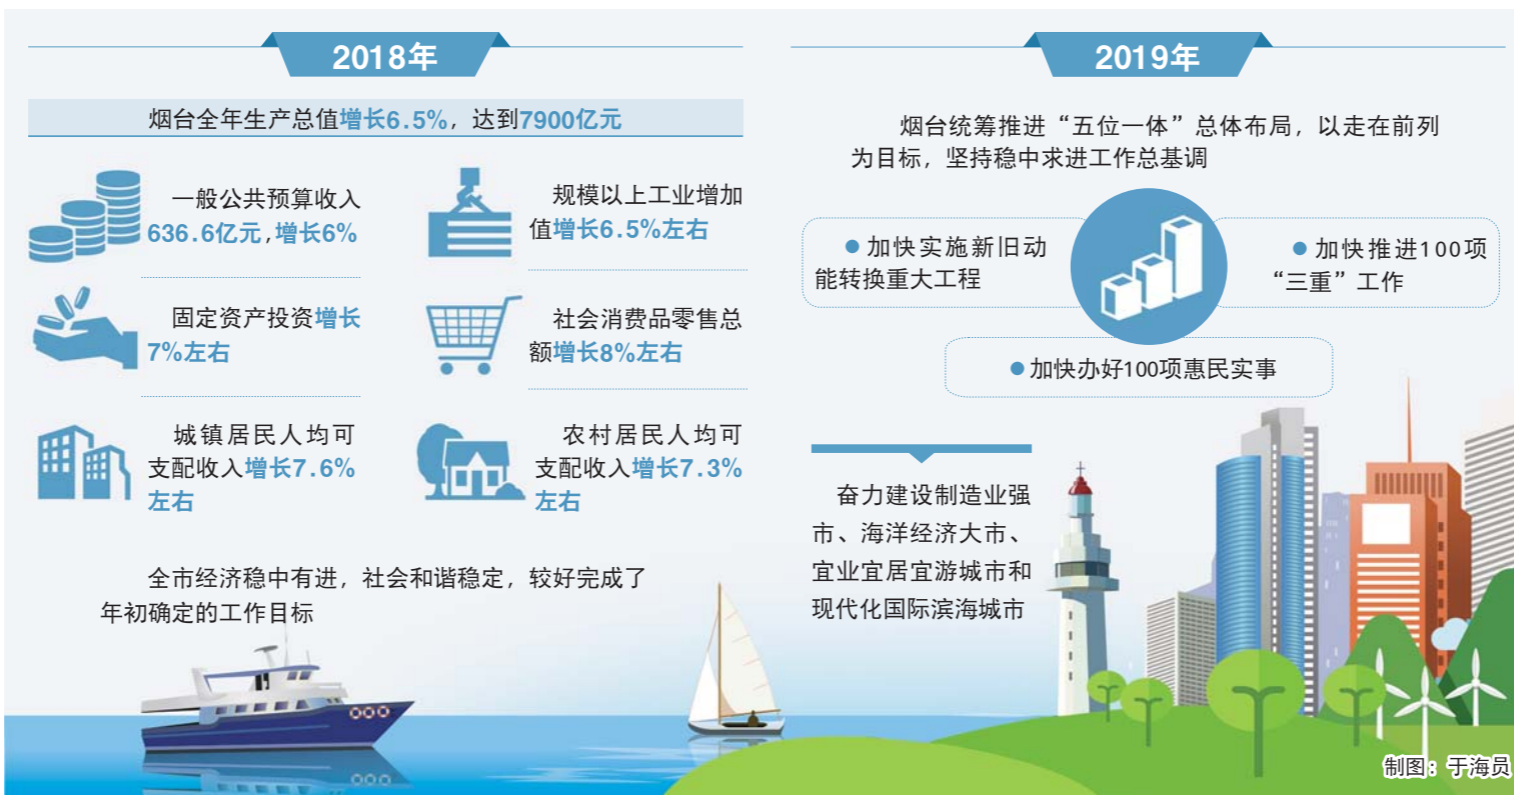 2018年
烟台全年生产总值增长6.5%，达到7900亿元
一般公共预算收入
636.6亿元,增长6%
规模以上工业增加
值增长6.5%左右
固定资产投资增长
7%左右
社会消费品零售总
额增长8%左右
城镇居民人均可
支配收入增长7.6%
左右
农村居民人均可
支配收入增长7.3%
左右
全市经济稳中有进，社会和谐稳定，较好完成了
年初确定的工作目标
2019年
烟台统筹推进“五位一体”总体布局，以走在前列
为目标，坚持稳中求进工作总基调
●加快实施新旧动
能转换重大工程
●加快推进100项
“三重”工作
●加快办好100项惠民实事
奋力建设制造业强
市、海洋经济大市、
宜业宜居宜游城市和
现代化国际滨海城市
制图：于海员